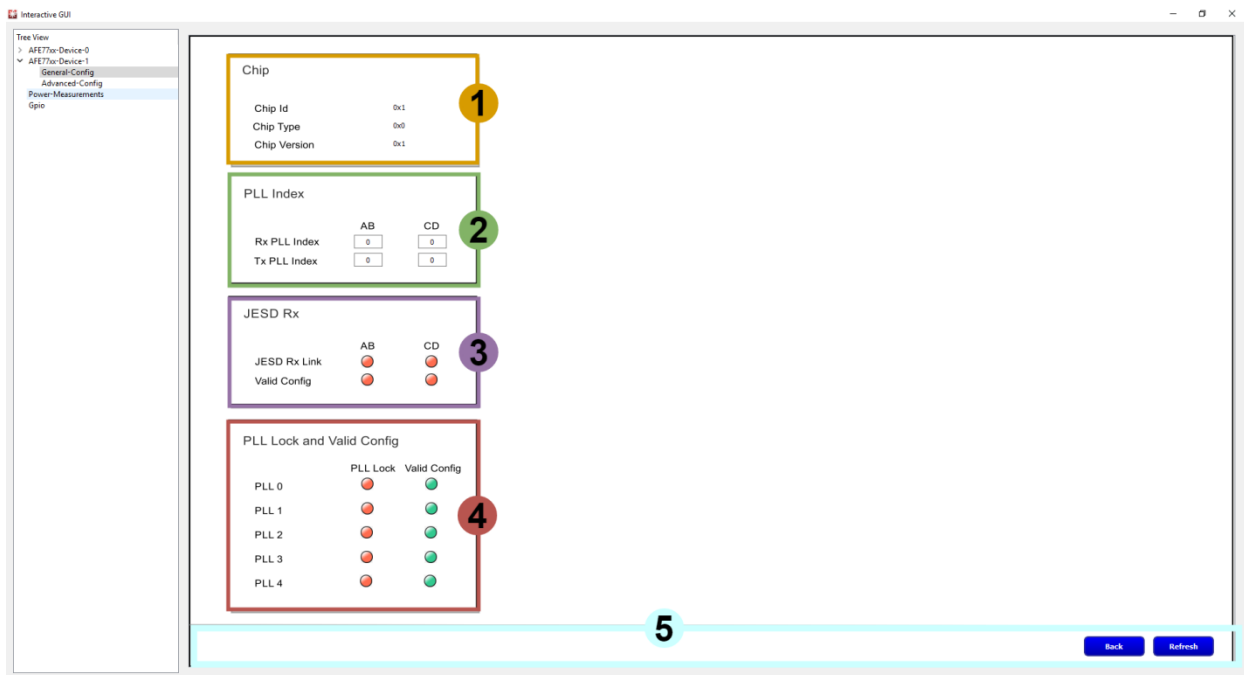 Interactive GUI
Tree View
AFE77xx-Device-0
AFE77xx-Device-1
General-Config
Advanced-Config
Power-Measurements
Gpio
Chip
1
Chip Id 0x1
Chip Type 0x0
Chip Version 0x1
PLL Index
2
AB CD
Rx PLL Index 0 0
Tx PLL Index 0 0
JESD Rx
3
AB CD
JESD Rx Link
Valid Config
PLL Lock and Valid Config
PLL Lock Valid Config
PLL 0
PLL 1
4
PLL 2
PLL 3
PLL 4
5
Back Refresh